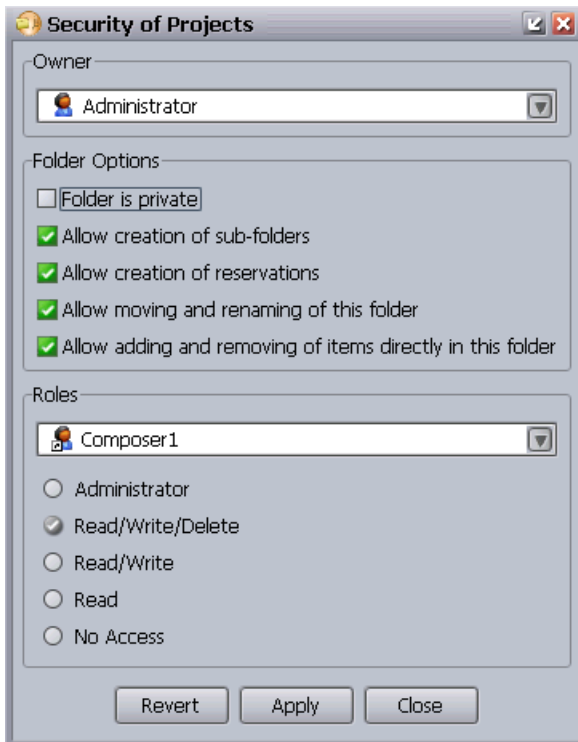 Security of Projects
Owner
Administrator
Folder Options
Folder is private
Allow creation of sub-folders
Allow creation of reservations
Allow moving and renaming of this folder
Allow adding and removing of items directly in this folder
Roles
Composer1
Administrator
Read/Write/Delete
Read/Write
Read
No Access
Revert Apply Close